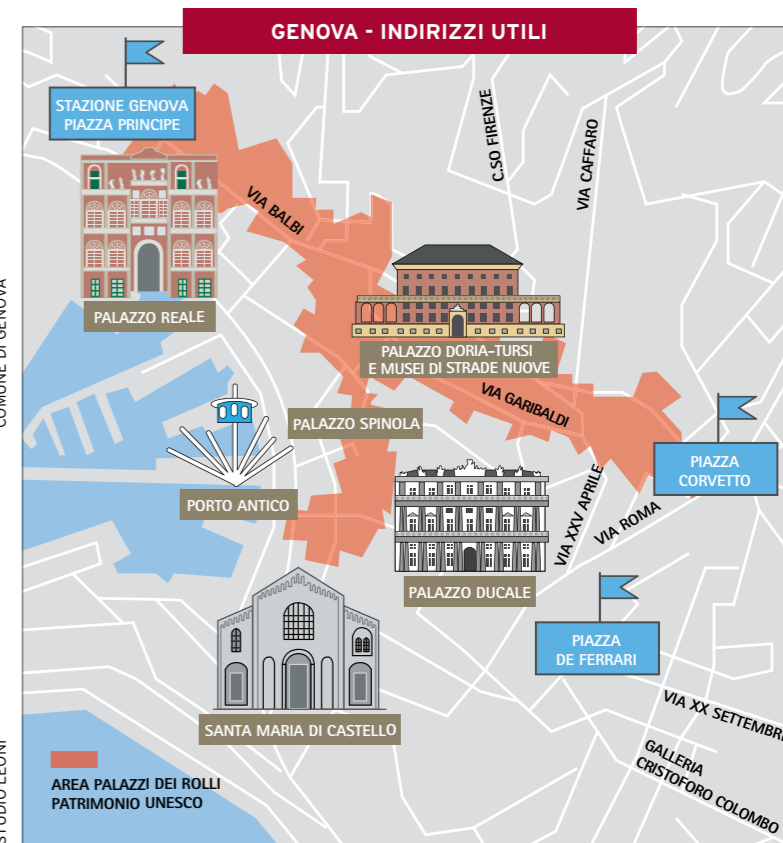 GENOVA - INDIRIZZI UTILI
STAZIONE GENOVA
PIAZZA PRINCIPE
C.SO FIRENZE
VIA CAFFARO
VIA BALBI
PALAZZO REALE
COMUNE DI GENOVA
PALAZZO DORIA-TURSI
E MUSEI DI STRADE NUOVE
VIA GARIBALDI
PALAZZO SPINOLA
PIAZZA
CORVETTO
PORTO ANTICO
VIA XXV APRILE
VIA ROMA
PALAZZO DUCALE
PIAZZA
DE FERRARI
SANTA MARIA DI CASTELLO
VIA XX SETTEMBRE
GALLERIA
CRISTOFORO COLOMBO
AREA PALAZZI DEI ROLLI
PATRIMONIO UNESCO
STUDIO LEONI